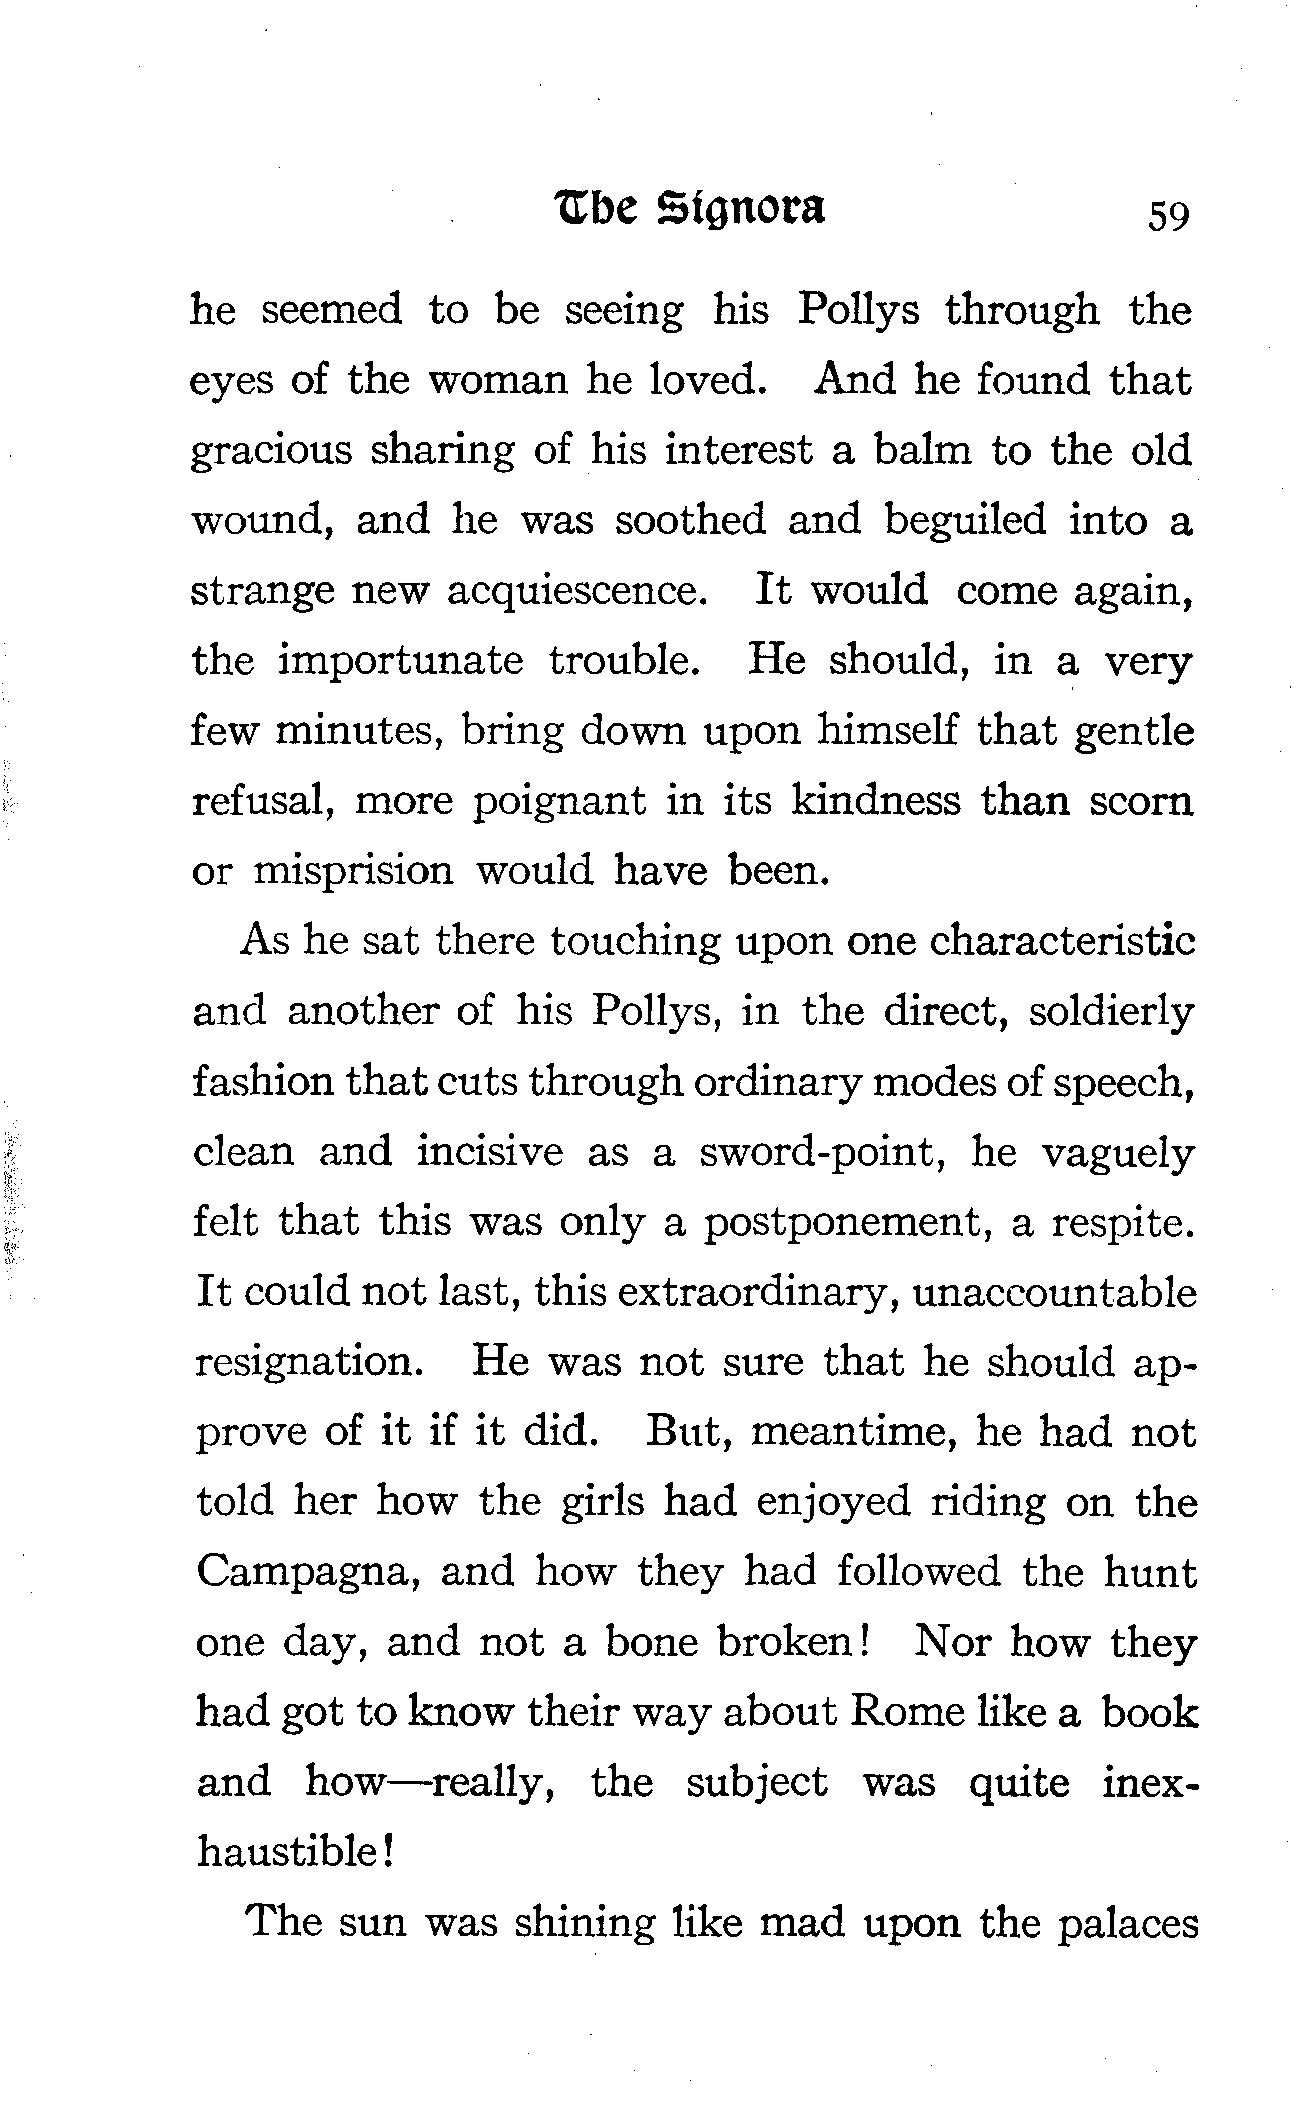 The Signora 59
he seemed to be seeing his Pollys through the
eyes of the woman he loved. And he found that
gracious sharing of his interest a balm to the old
wound, and he was soothed and beguiled into a
strange new acquiescence. It would come again,
the importunate trouble. He should, in a very
few minutes, bring down upon himself that gentle
refusal, more poignant in its kindness than scorn
or misprision would have been.
As he sat there touching upon one characteristic
and another of his Pollys, in the direct, soldierly
fashion that cuts through ordinary modes of speech,
clean and incisive as a sword-point, he vaguely
felt that this was only a postponement, a respite.
It could not last, this extraordinary, unaccountable
resignation. He was not sure that he should ap-
prove of it if it did. But, meantime, he had not
told her how the girls had enjoyed riding on the
Campagna, and how they had followed the hunt
one day, and not a bone broken! Nor how they
had got to know their way about Rome like a book
and how—really, the subject was quite inex-
haustible!
The sun was shining like mad upon the palaces